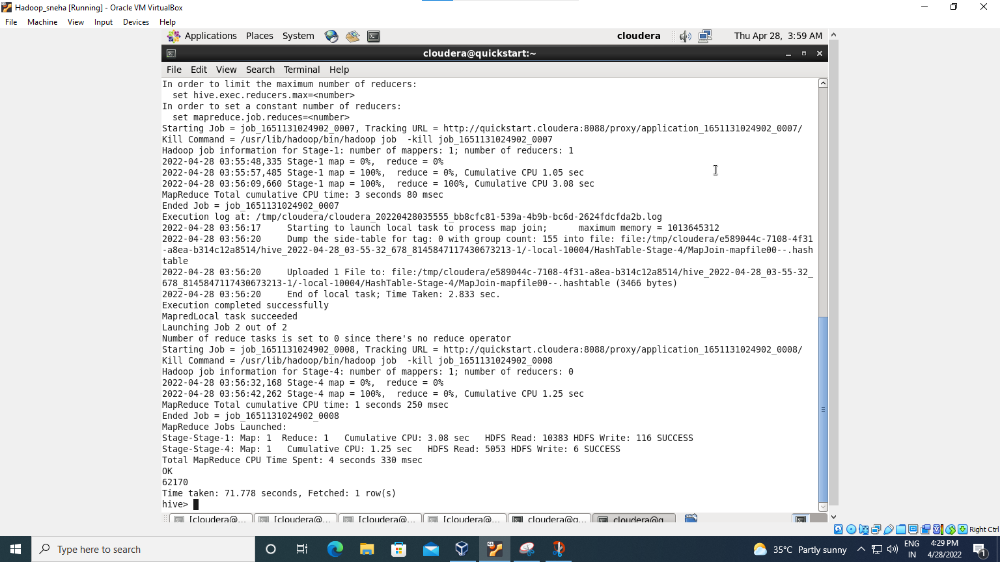 Hadoop_sneha [Running] - Oracle VM VirtualBox
File Machine View Input Devices Help
Applications Places System cloudera Thu Apr 28, 3:59 AM
cloudera@quickstart:~
File Edit View Search Terminal Help
In order to limit the maximum number of reducers:
  set hive.exec.reducers.max=<number>
In order to set a constant number of reducers:
  set mapreduce.job.reduces=<number>
Starting Job = job_1651131024902_0007, Tracking URL = http://quickstart.cloudera:8088/proxy/application_1651131024902_0007/
Kill Command = /usr/lib/hadoop/bin/hadoop job  -kill job_1651131024902_0007
Hadoop job information for Stage-1: number of mappers: 1; number of reducers: 1
2022-04-28 03:55:48,335 Stage-1 map = 0%,  reduce = 0%
2022-04-28 03:55:57,485 Stage-1 map = 100%,  reduce = 0%, Cumulative CPU 1.05 sec
2022-04-28 03:56:09,660 Stage-1 map = 100%,  reduce = 100%, Cumulative CPU 3.08 sec
MapReduce Total cumulative CPU time: 3 seconds 80 msec
Ended Job = job_1651131024902_0007
Execution log at: /tmp/cloudera/cloudera_20220428035555_bb8cfc81-539a-4b9b-bc6d-2624fdcfda2b.log
2022-04-28 03:56:17     Starting to launch local task to process map join;      maximum memory = 1013645312
2022-04-28 03:56:20     Dump the side-table for tag: 0 with group count: 155 into file: file:/tmp/cloudera/e589044c-7108-4f31
-a8ea-b314c12a8514/hive_2022-04-28_03-55-32_678_8145847117430673213-1/-local-10004/HashTable-Stage-4/MapJoin-mapfile00--.hash
table
2022-04-28 03:56:20     Uploaded 1 File to: file:/tmp/cloudera/e589044c-7108-4f31-a8ea-b314c12a8514/hive_2022-04-28_03-55-32_
678_8145847117430673213-1/-local-10004/HashTable-Stage-4/MapJoin-mapfile00--.hashtable (3466 bytes)
2022-04-28 03:56:20     End of local task; Time Taken: 2.833 sec.
Execution completed successfully
MapredLocal task succeeded
Launching Job 2 out of 2
Number of reduce tasks is set to 0 since there's no reduce operator
Starting Job = job_1651131024902_0008, Tracking URL = http://quickstart.cloudera:8088/proxy/application_1651131024902_0008/
Kill Command = /usr/lib/hadoop/bin/hadoop job  -kill job_1651131024902_0008
Hadoop job information for Stage-4: number of mappers: 1; number of reducers: 0
2022-04-28 03:56:32,168 Stage-4 map = 0%,  reduce = 0%
2022-04-28 03:56:42,262 Stage-4 map = 100%,  reduce = 0%, Cumulative CPU 1.25 sec
MapReduce Total cumulative CPU time: 1 seconds 250 msec
Ended Job = job_1651131024902_0008
MapReduce Jobs Launched:
Stage-Stage-1: Map: 1  Reduce: 1   Cumulative CPU: 3.08 sec   HDFS Read: 10383 HDFS Write: 116 SUCCESS
Stage-Stage-4: Map: 1   Cumulative CPU: 1.25 sec   HDFS Read: 5053 HDFS Write: 6 SUCCESS
Total MapReduce CPU Time Spent: 4 seconds 330 msec
OK
62170
Time taken: 71.778 seconds, Fetched: 1 row(s)
hive>
[cloudera@... [cloudera@... [cloudera@... [cloudera@... cloudera@q... cloudera@q...
Right Ctrl
Type here to search 35°C Partly sunny ENG IN 4:29 PM 4/28/2022 1